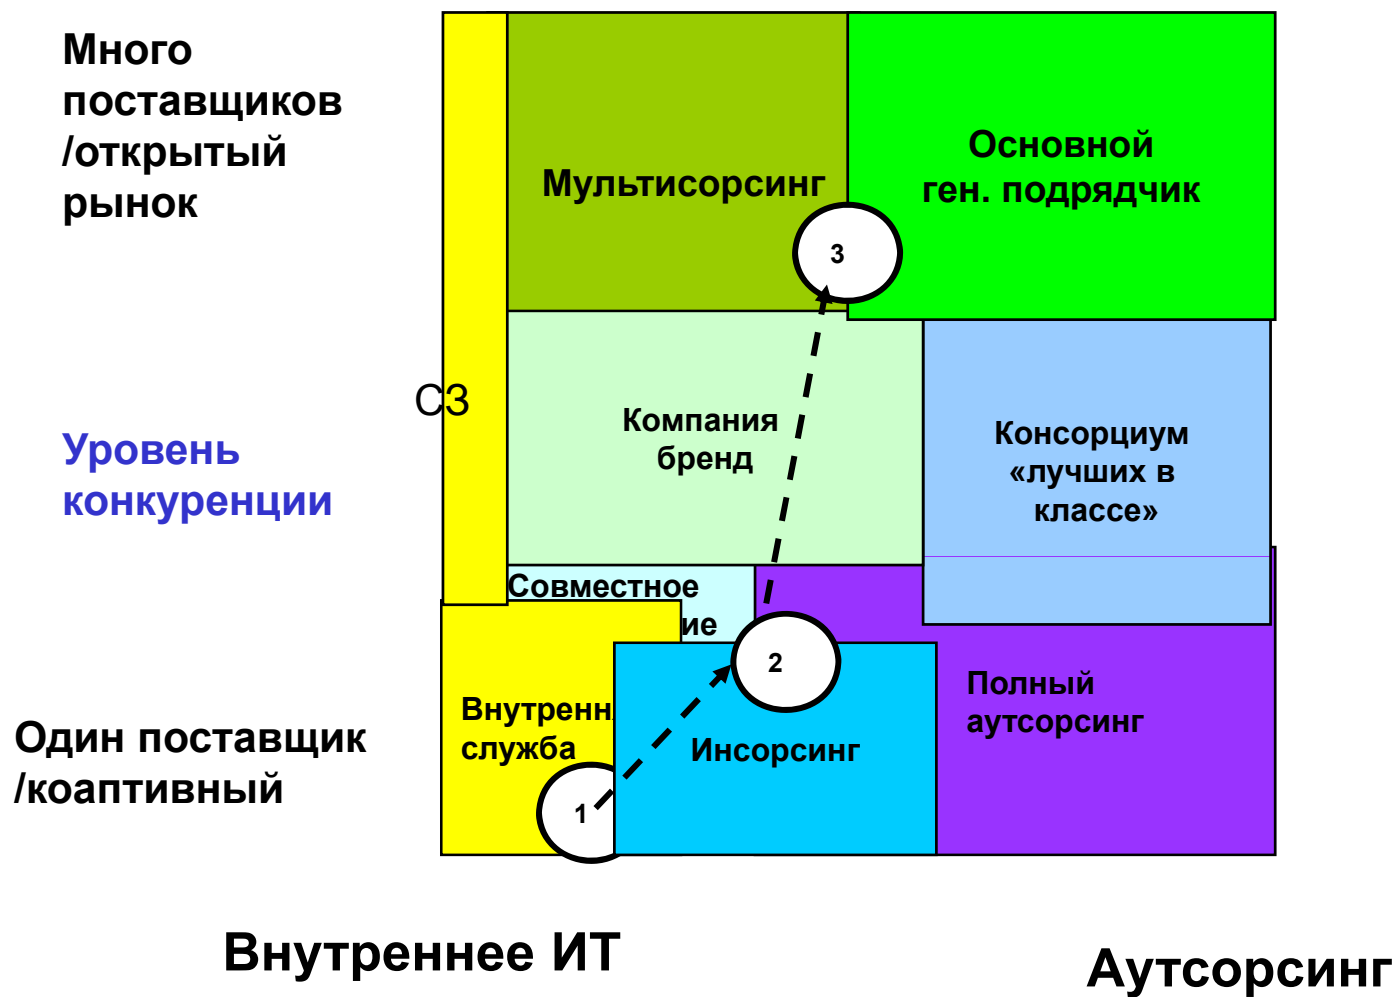 Много
поставщиков
/открытый
рынок
Мультисорсинг
Основной
ген. подрядчик
3
С3
Уровень
конкуренции
Компания
бренд
Консорциум
«лучших в
классе»
Совместное
2
Внутренн
служба
Инсорсинг
Полный
аутсорсинг
1
Один поставщик
/коаптивный
Внутреннее ИТ
Аутсорсинг